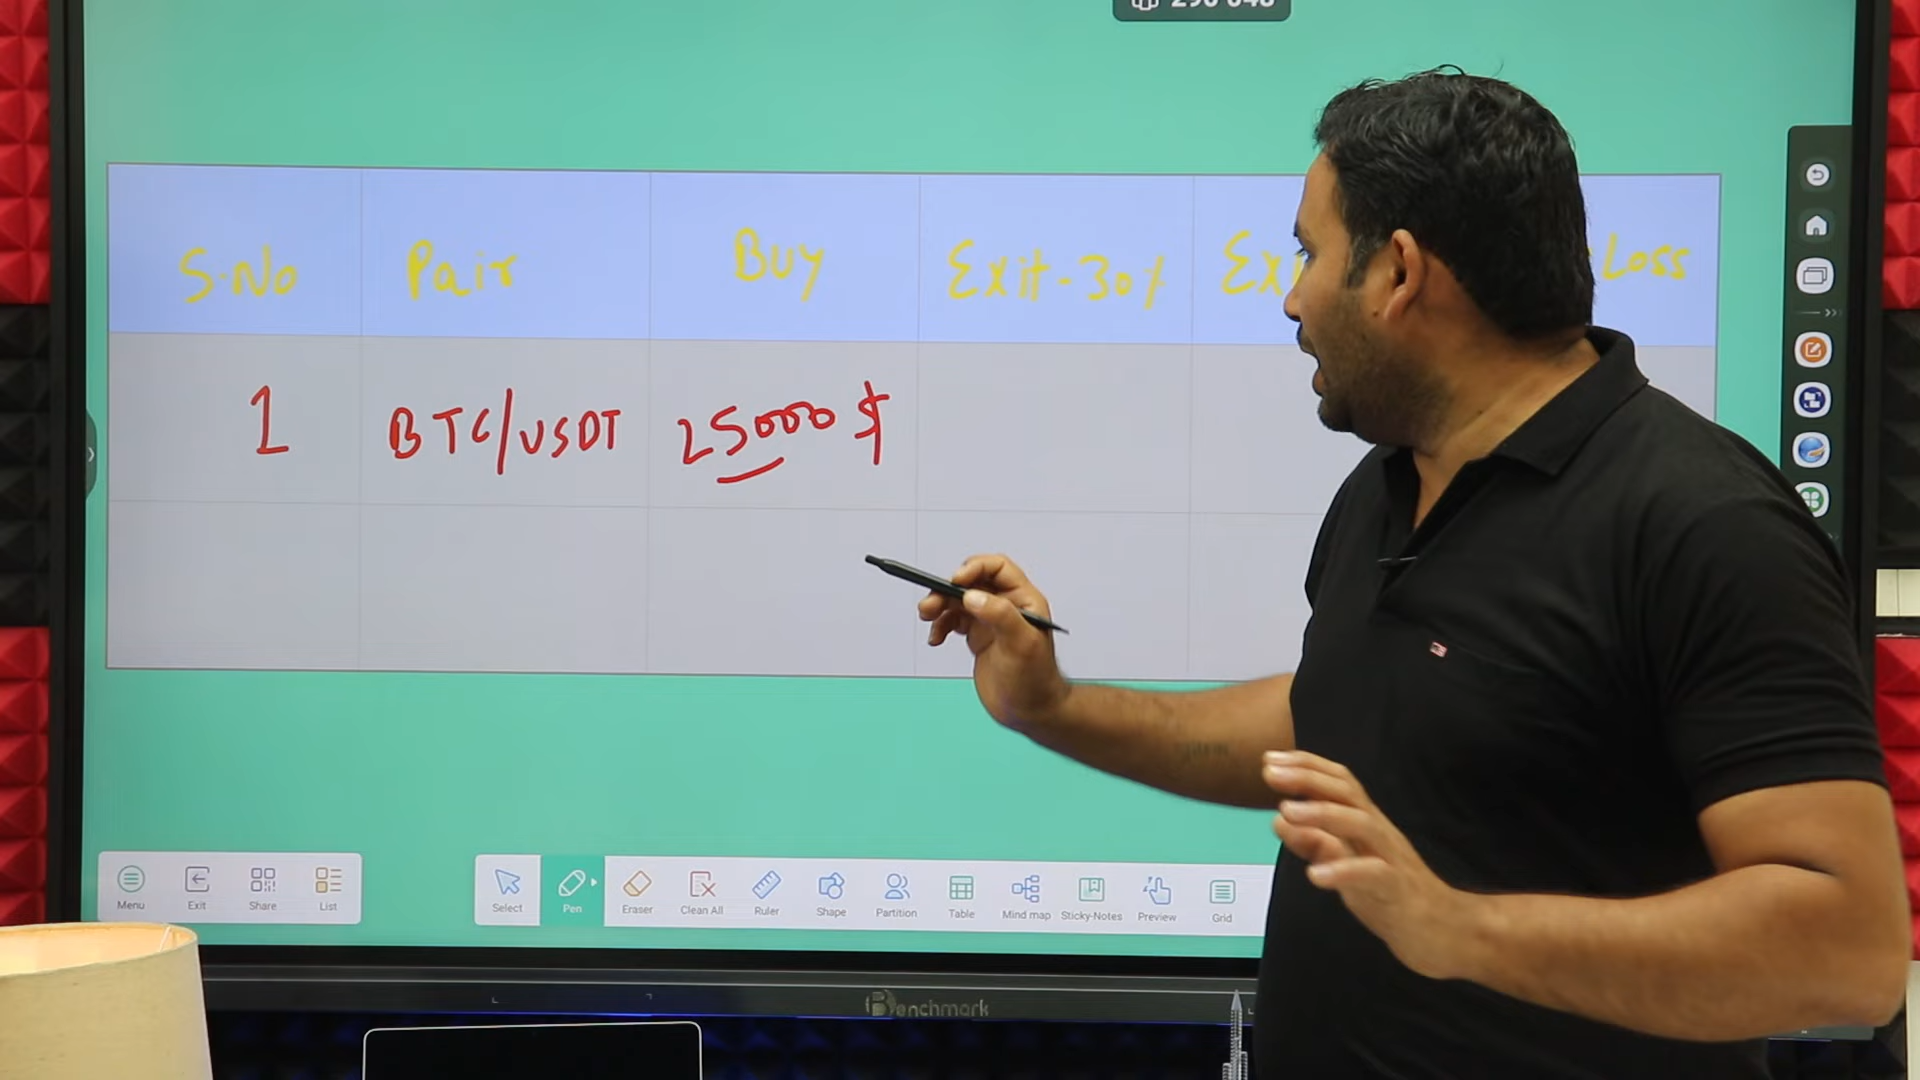 S.No Pair Buy Exit-30% Loss
1 BTC/USDT 25000 $
Menu Exit Share List
Select Pen Eraser Clean All Ruler Shape Partition Table Mind map Sticky-Notes Preview Grid
Benchmark